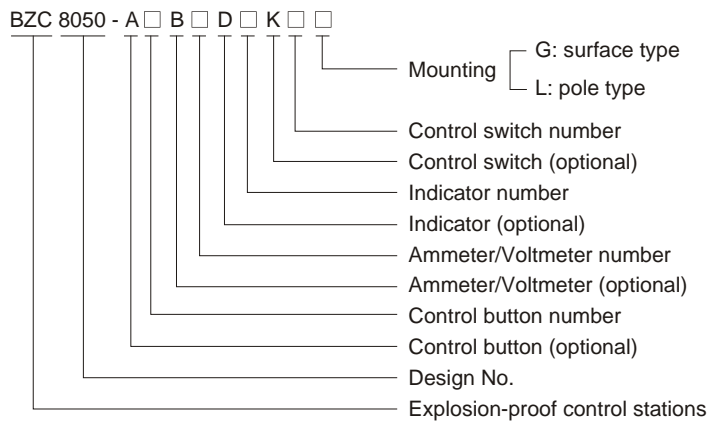 BZC 8050 - A□ B□ D□ K□ □
Mounting
G: surface type
L: pole type
Control switch number
Control switch (optional)
Indicator number
Indicator (optional)
Ammeter/Voltmeter number
Ammeter/Voltmeter (optional)
Control button number
Control button (optional)
Design No.
Explosion-proof control stations